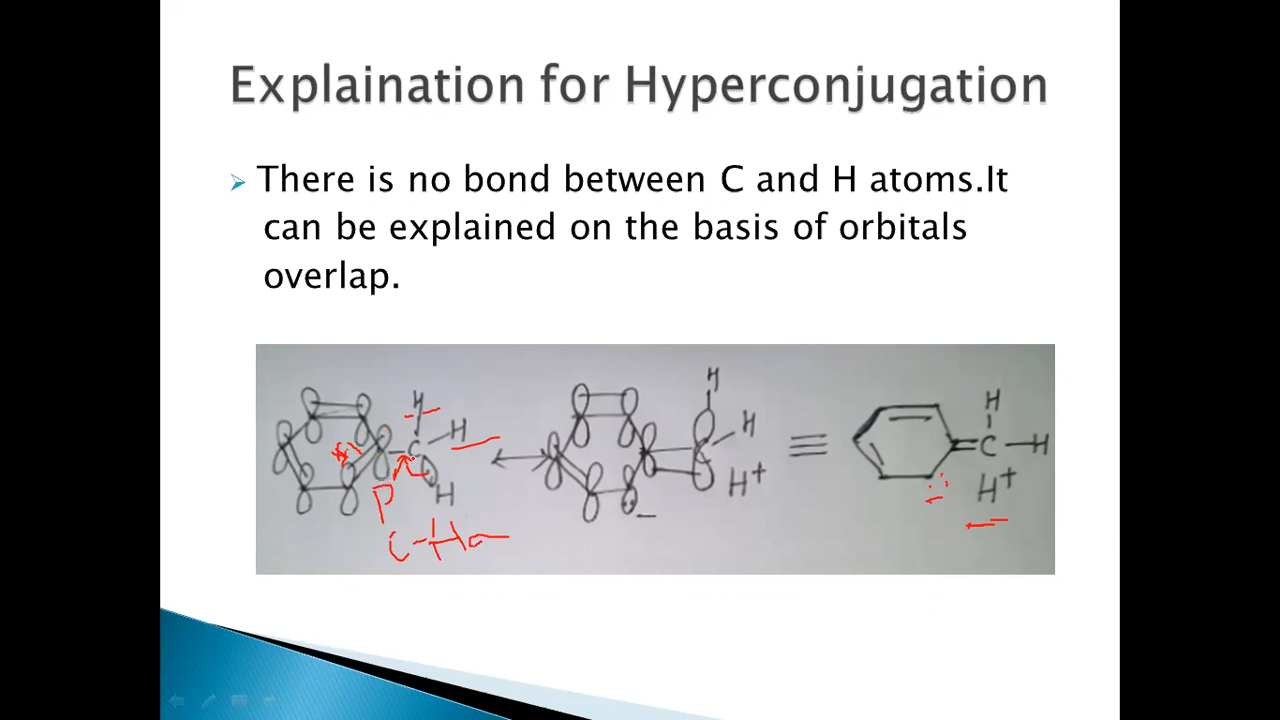 Explaination for Hyperconjugation
There is no bond between C and H atoms.It
can be explained on the basis of orbitals
overlap.
H
H
H
H
C
H
H
C
H
C
H
H⁺
H⁺
P
C-Hσ